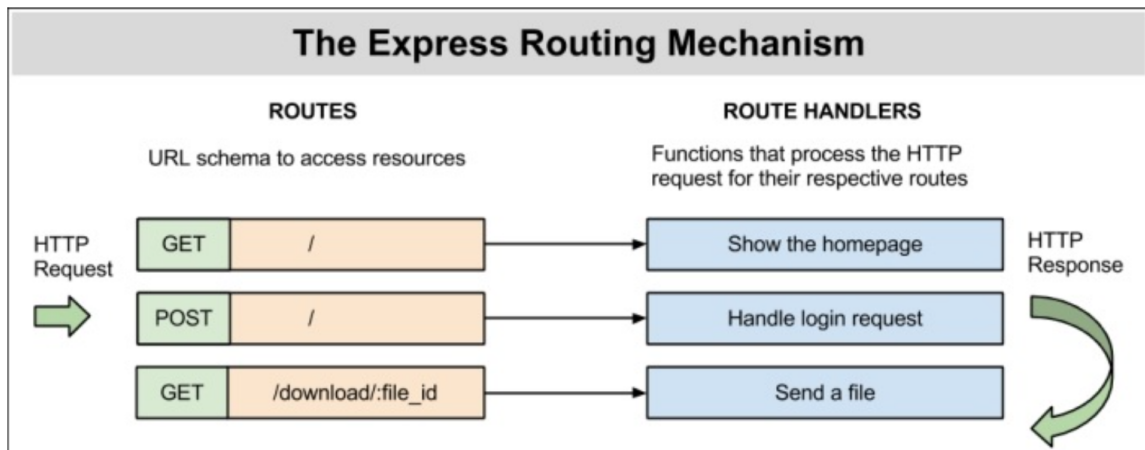 The Express Routing Mechanism
ROUTES
URL schema to access resources
ROUTE HANDLERS
Functions that process the HTTP
request for their respective routes
HTTP
Request
GET /
Show the homepage
POST /
Handle login request
GET /download/:file_id
Send a file
HTTP
Response